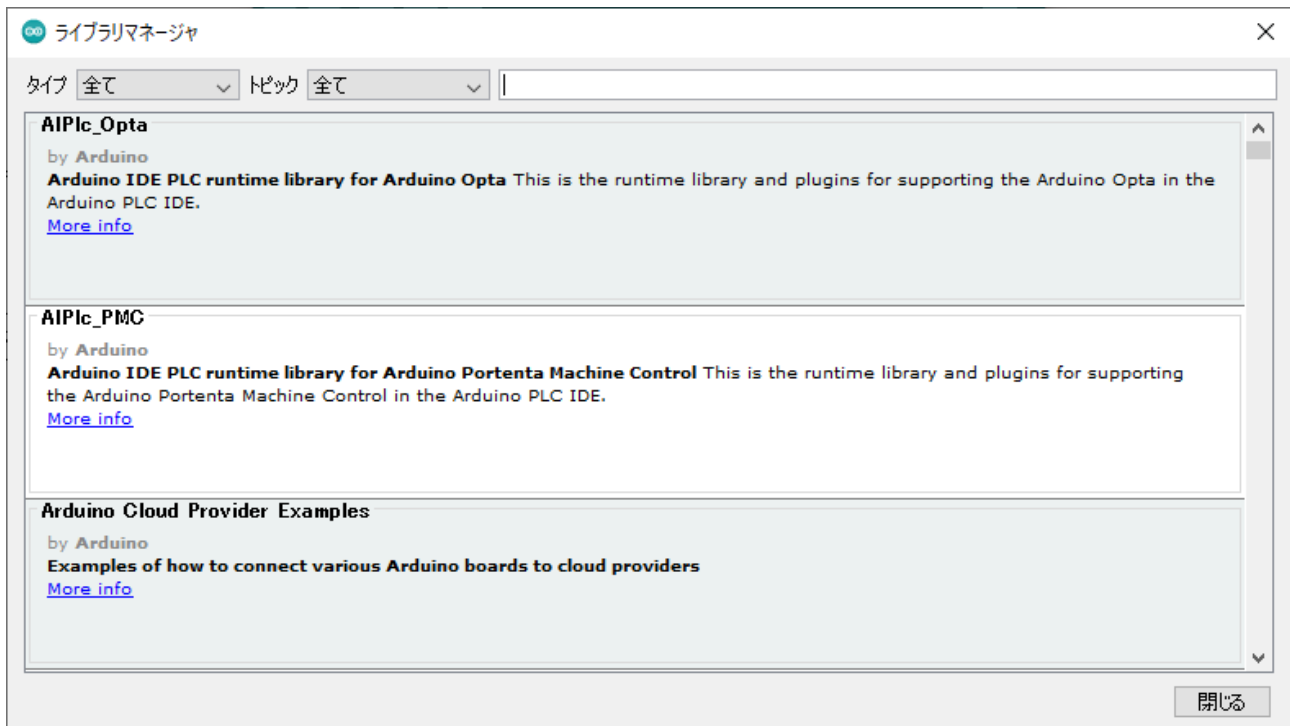 ライブラリマネージャ
タイプ 全て トピック 全て
AIPlc_Opta
by Arduino
Arduino IDE PLC runtime library for Arduino Opta This is the runtime library and plugins for supporting the Arduino Opta in the
Arduino PLC IDE.
More info
AIPlc_PMC
by Arduino
Arduino IDE PLC runtime library for Arduino Portenta Machine Control This is the runtime library and plugins for supporting
the Arduino Portenta Machine Control in the Arduino PLC IDE.
More info
Arduino Cloud Provider Examples
by Arduino
Examples of how to connect various Arduino boards to cloud providers
More info
閉じる